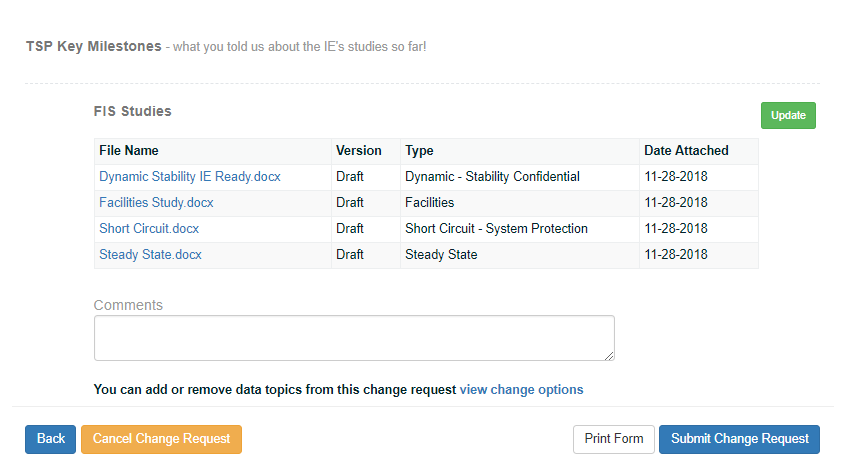 TSP Key Milestones - what you told us about the IE's studies so far!
FIS Studies
Update
File Name Version Type Date Attached
Dynamic Stability IE Ready.docx Draft Dynamic - Stability Confidential 11-28-2018
Facilities Study.docx Draft Facilities 11-28-2018
Short Circuit.docx Draft Short Circuit - System Protection 11-28-2018
Steady State.docx Draft Steady State 11-28-2018
Comments
You can add or remove data topics from this change request view change options
Back Cancel Change Request Print Form Submit Change Request